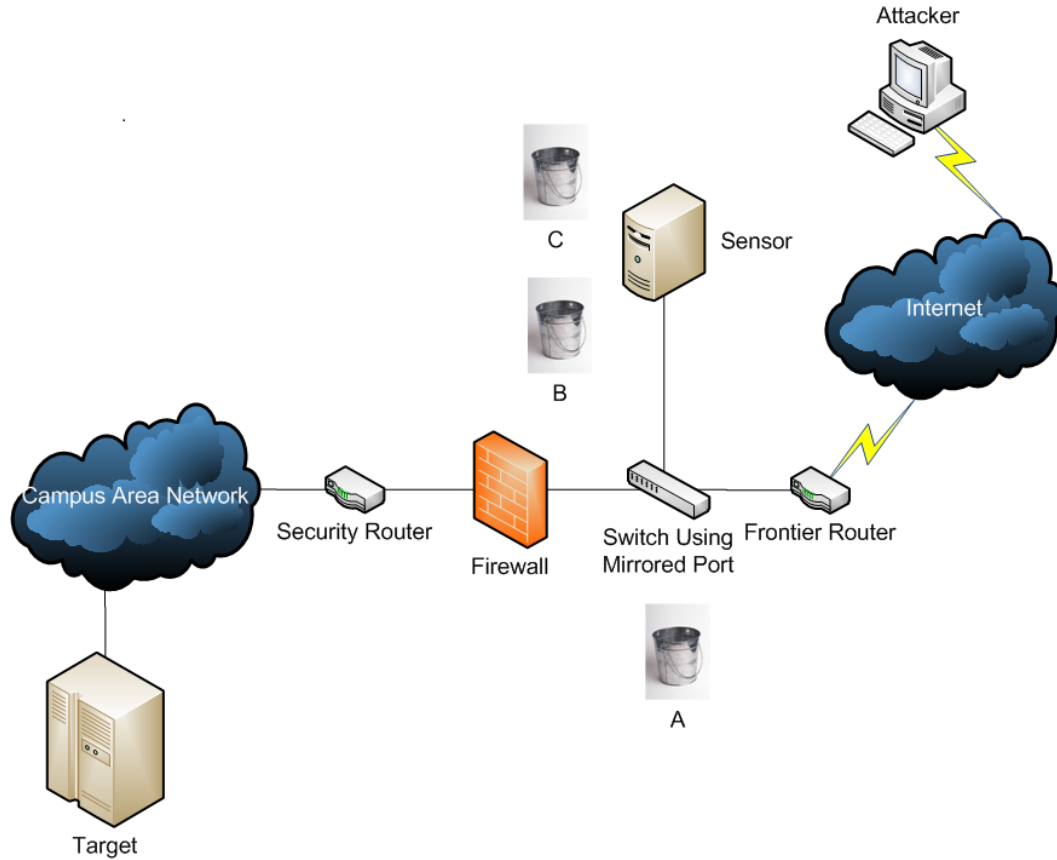 Attacker
C
Sensor
Internet
B
Campus Area Network
Security Router
Firewall
Switch Using
Mirrored Port
Frontier Router
A
Target